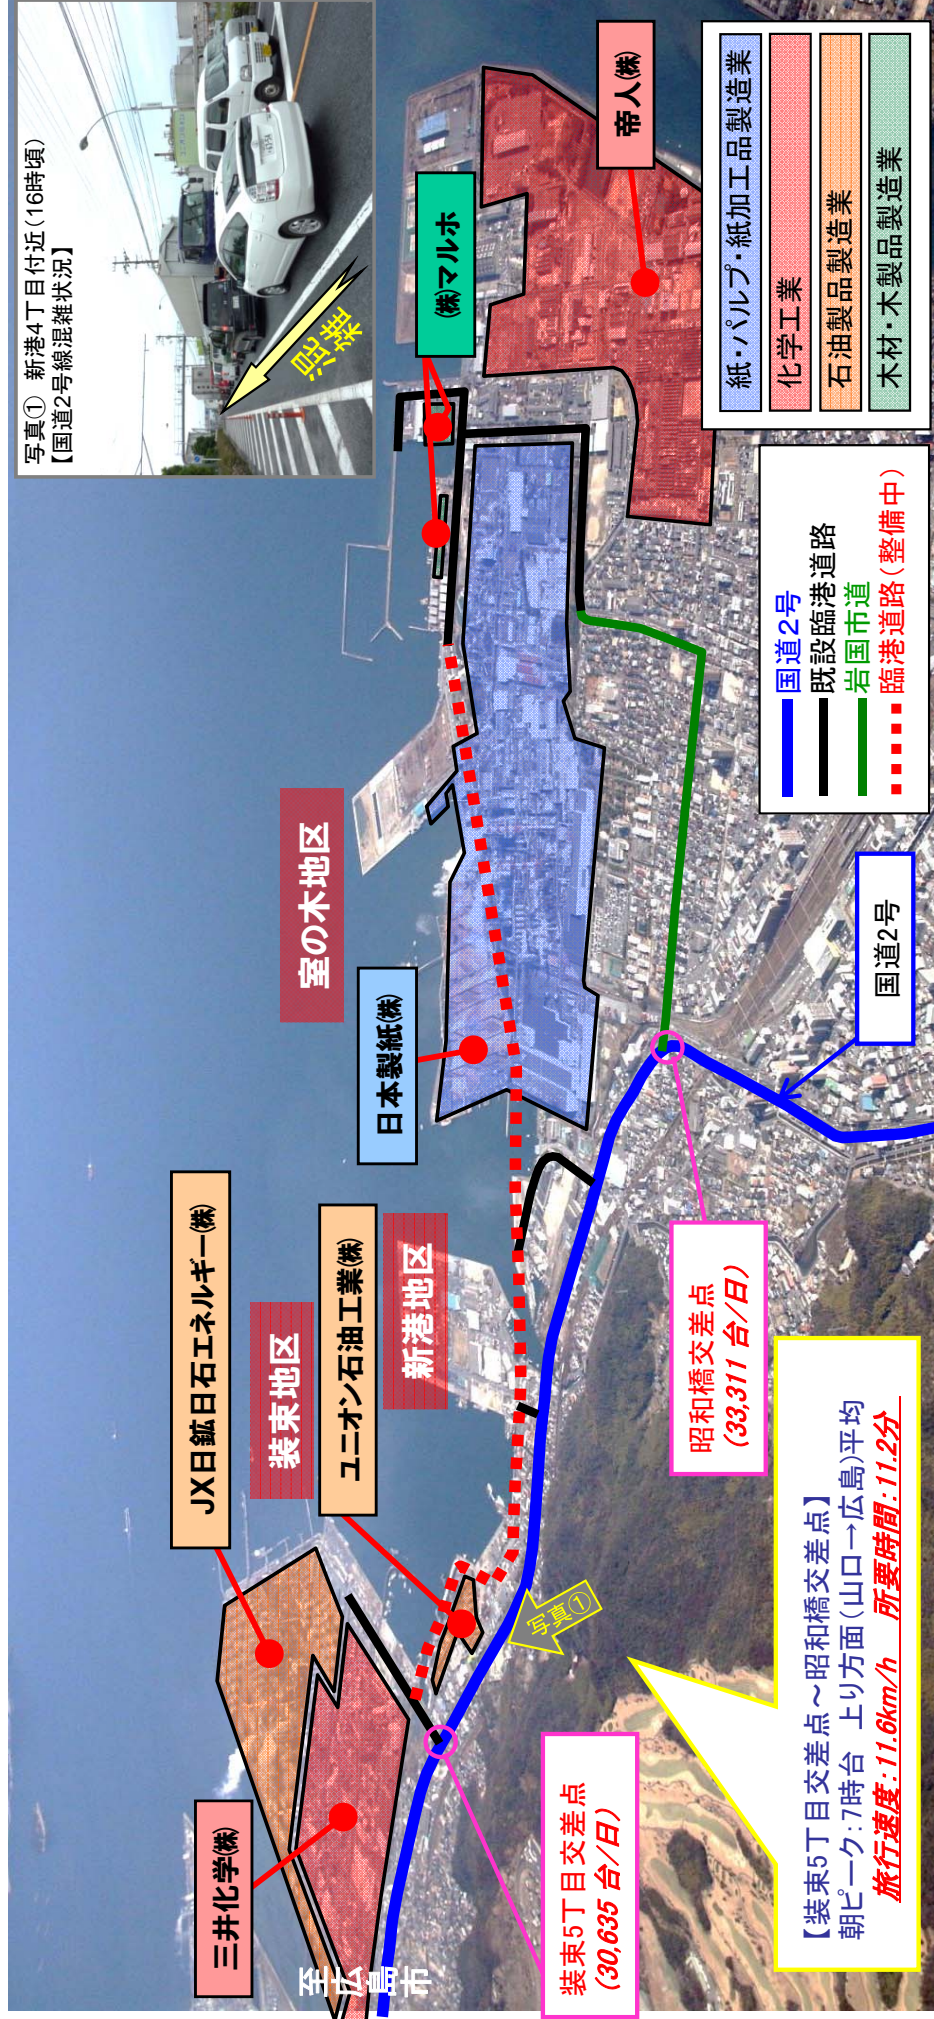 写真① 新港4丁目付近(16時頃)
【国道2号線混雑状況】
混雑
帝人㈱
㈱マルホ
紙・パルプ・紙加工品製造業
化学工業
石油製品製造業
木材・木製品製造業
国道2号
既設臨港道路
岩国市道
臨港道路(整備中)
室の木地区
日本製紙㈱
国道2号
JX日鉱日石エネルギー㈱
装束地区
ユニオン石油工業㈱
新港地区
昭和橋交差点
(33,311 台/日)
写真①
三井化学㈱
至広島市
装束5丁目交差点
(30,635 台/日)
【装束5丁目交差点～昭和橋交差点】
朝ピーク:7時台 上り方面(山口→広島)平均
旅行速度:11.6km/h 所要時間:11.2分